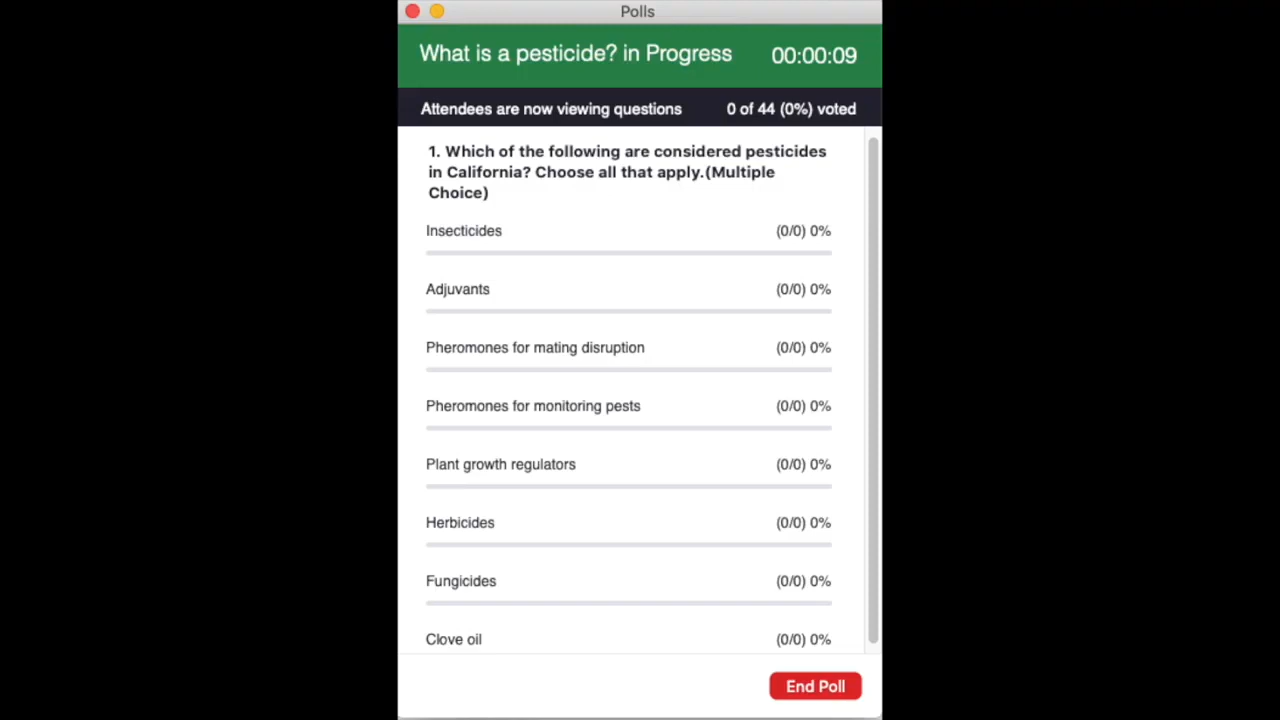 Polls
What is a pesticide? in Progress 00:00:09
Attendees are now viewing questions 0 of 44 (0%) voted
1. Which of the following are considered pesticides
in California? Choose all that apply.(Multiple
Choice)
Insecticides (0/0) 0%
Adjuvants (0/0) 0%
Pheromones for mating disruption (0/0) 0%
Pheromones for monitoring pests (0/0) 0%
Plant growth regulators (0/0) 0%
Herbicides (0/0) 0%
Fungicides (0/0) 0%
Clove oil (0/0) 0%
End Poll